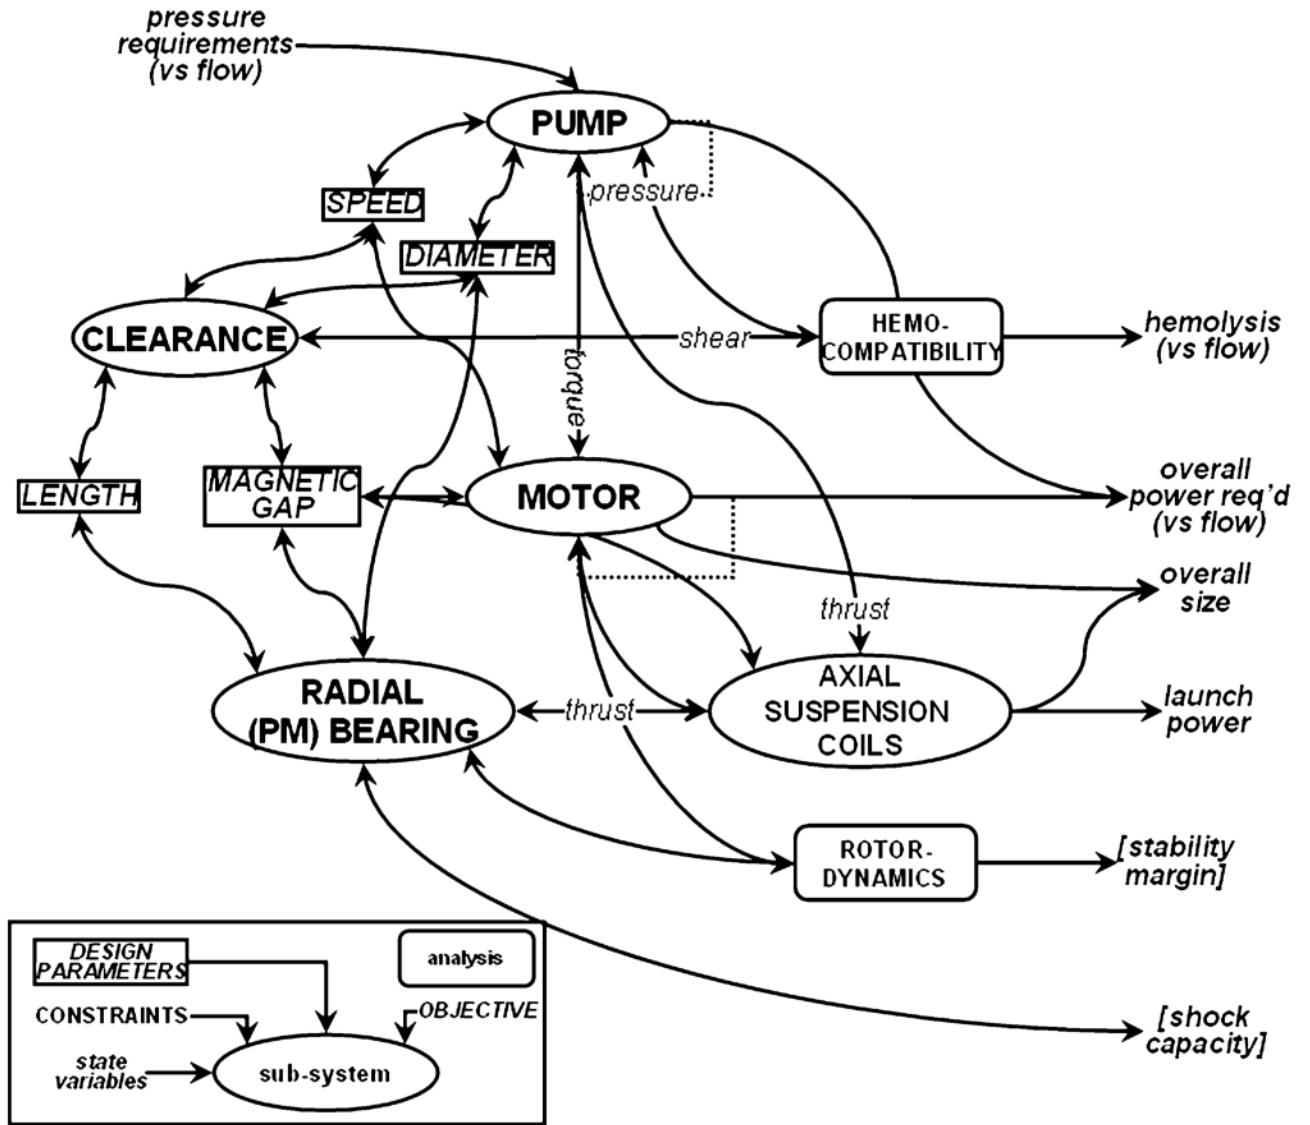 pressure
requirements
(vs flow)
PUMP
pressure
SPEED
DIAMETER
CLEARANCE
shear
HEMO-
COMPATIBILITY
hemolysis
(vs flow)
torque
LENGTH
MAGNETIC
GAP
MOTOR
overall
power req'd
(vs flow)
overall
size
thrust
RADIAL
(PM) BEARING
thrust
AXIAL
SUSPENSION
COILS
launch
power
ROTOR-
DYNAMICS
[stability
margin]
[shock
capacity]
DESIGN
PARAMETERS
analysis
CONSTRAINTS
OBJECTIVE
state
variables
sub-system